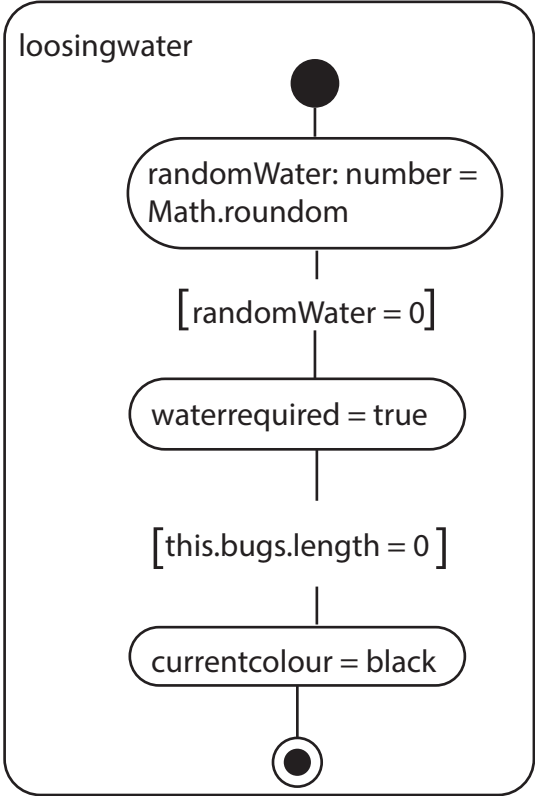 loosingwater
randomWater: number =
Math.roundom
[randomWater = 0]
waterrequired = true
[this.bugs.length = 0 ]
currentcolour = black